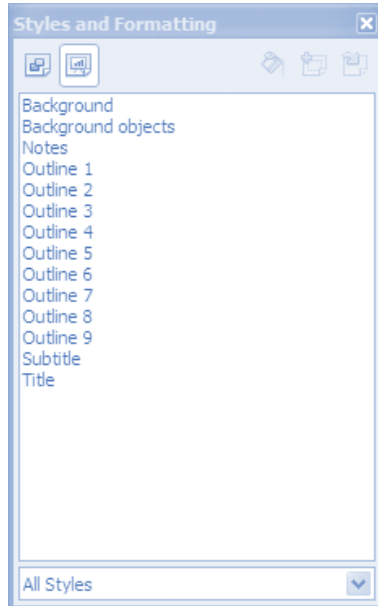 Styles and Formatting
Background
Background objects
Notes
Outline 1
Outline 2
Outline 3
Outline 4
Outline 5
Outline 6
Outline 7
Outline 8
Outline 9
Subtitle
Title
All Styles